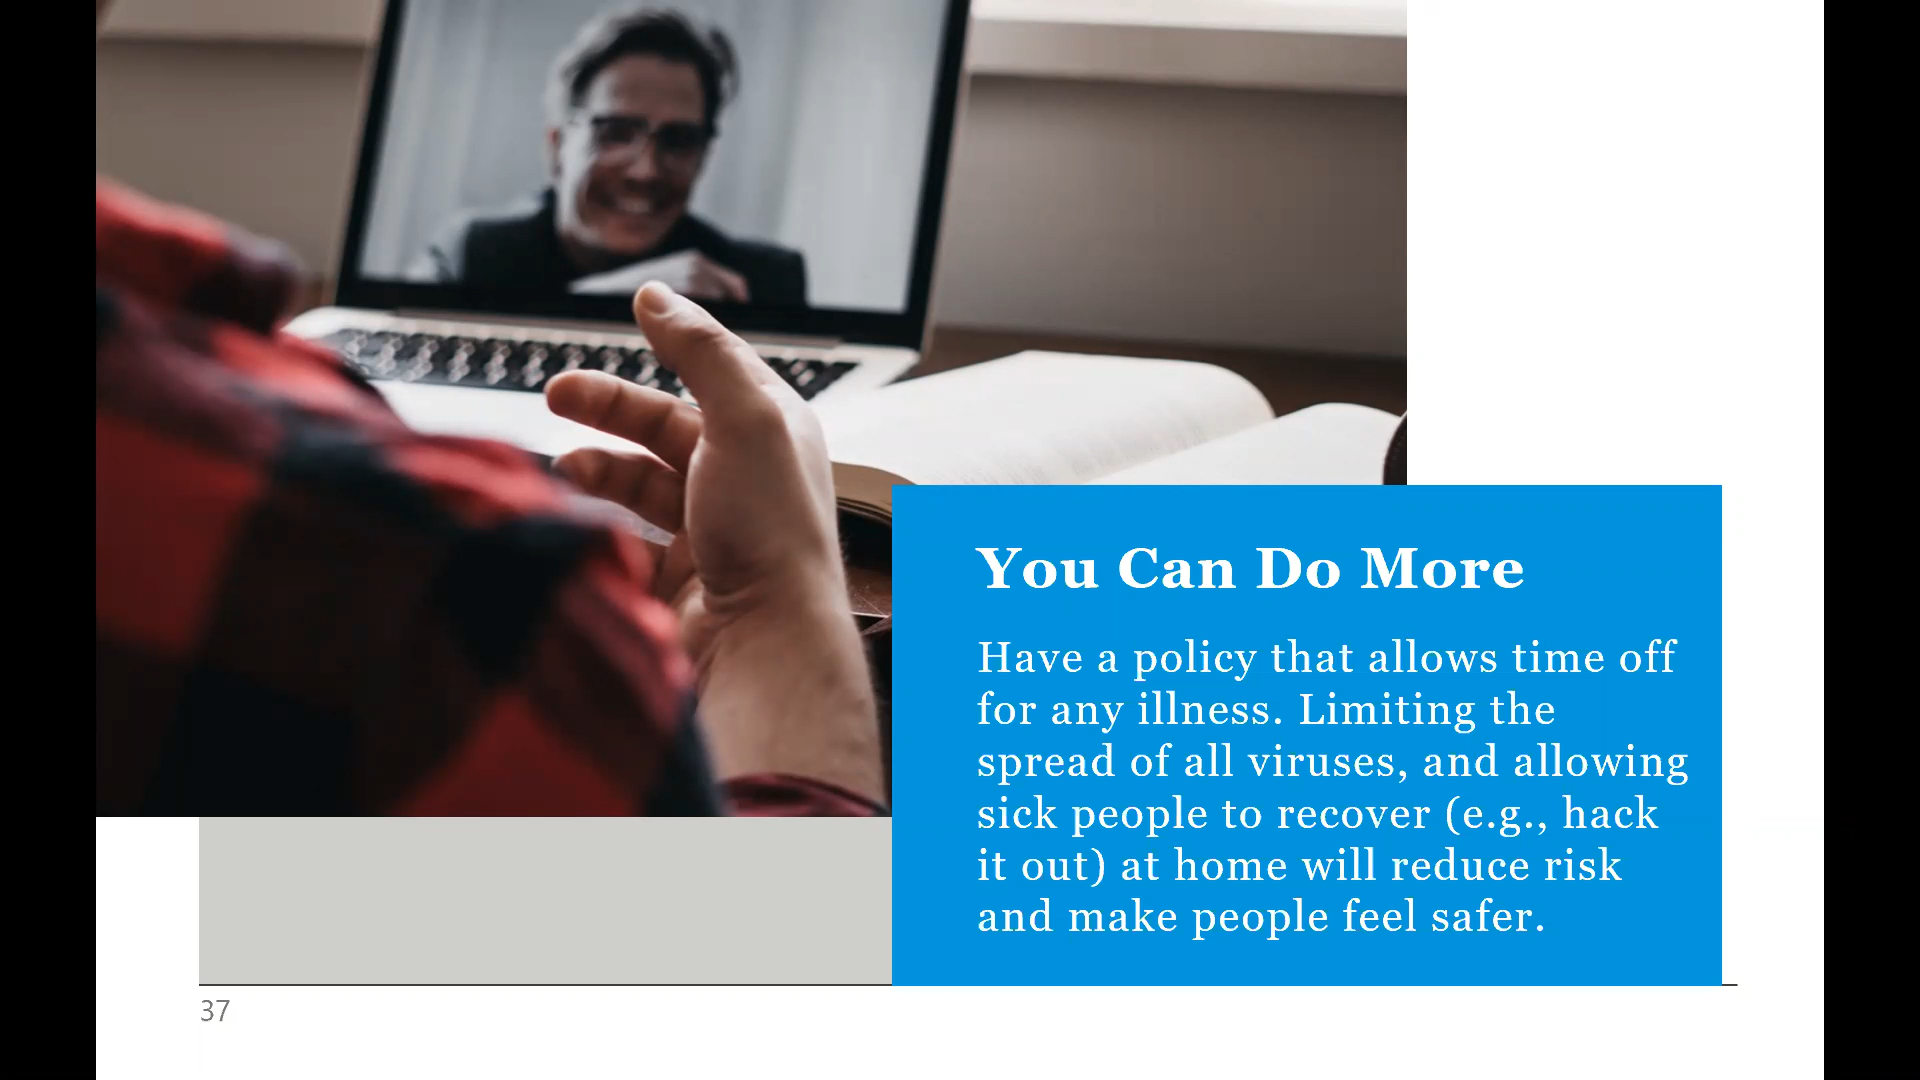 You Can Do More
Have a policy that allows time off
for any illness. Limiting the
spread of all viruses, and allowing
sick people to recover (e.g., hack
it out) at home will reduce risk
and make people feel safer.
37